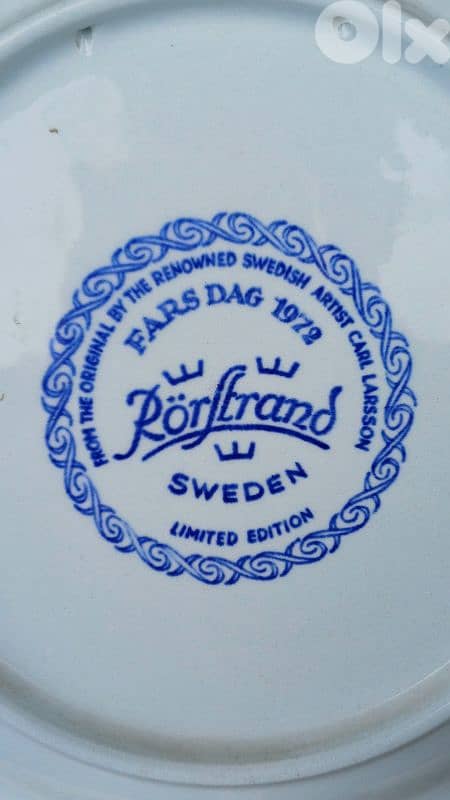 Olx
FROM THE ORIGINAL BY THE RENOWNED SWEDISH ARTIST CARL LARSSON
FARS DAG 1972
Rörstrand
SWEDEN
LIMITED EDITION